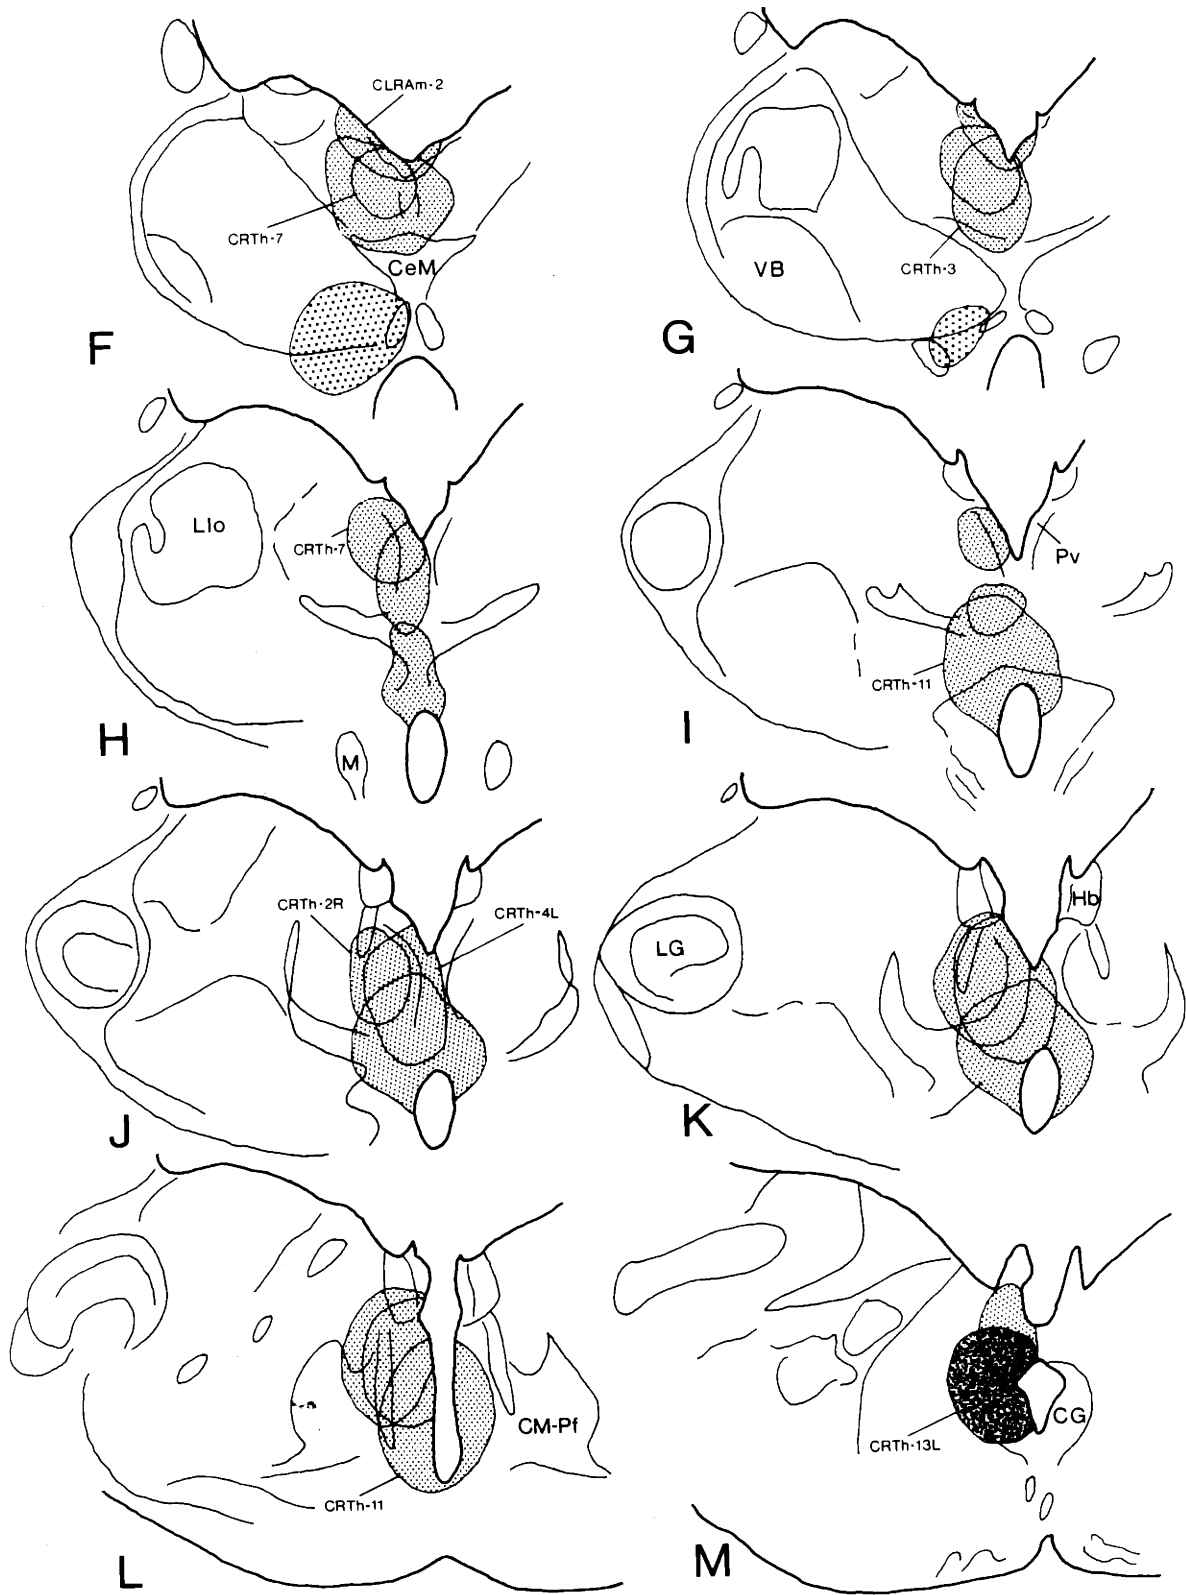 CLRAm-2
CRTh-7
CeM
F
VB
CRTh-3
G
Llo
CRTh-7
H
M
Pv
CRTh-11
I
CRTh-2R
CRTh-4L
J
LG
Hb
K
CM-Pf
CRTh-11
L
CG
CRTh-13L
M